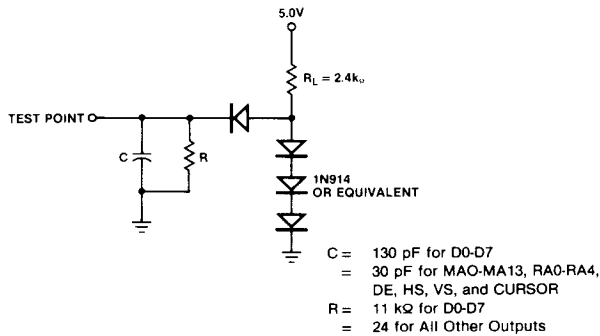 5.0V
R_L = 2.4kΩ
TEST POINT
C
R
1N914
OR EQUIVALENT
C = 130 pF for D0-D7
= 30 pF for MAO-MA13, RA0-RA4,
DE, HS, VS, and CURSOR
R = 11 kΩ for D0-D7
= 24 for All Other Outputs